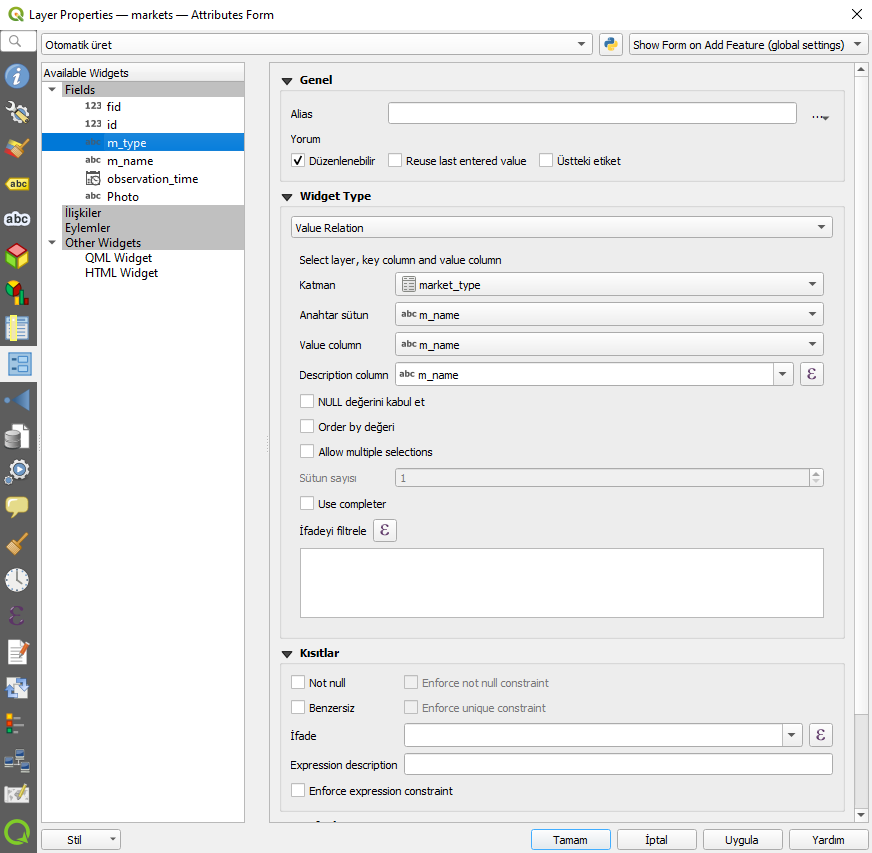 Layer Properties — markets — Attributes Form
Otomatik üret
Show Form on Add Feature (global settings)
Available Widgets
Fields
123 fid
123 id
abc m_type
abc m_name
observation_time
abc Photo
İlişkiler
Eylemler
Other Widgets
QML Widget
HTML Widget
Genel
Alias
...
Yorum
Düzenlenebilir
Reuse last entered value
Üstteki etiket
Widget Type
Value Relation
Select layer, key column and value column
Katman
market_type
Anahtar sütun
abc m_name
Value column
abc m_name
Description column
abc m_name
ε
NULL değerini kabul et
Order by değeri
Allow multiple selections
Sütun sayısı
1
Use completer
İfadeyi filtrele
ε
Kısıtlar
Not null
Enforce not null constraint
Benzersiz
Enforce unique constraint
İfade
ε
Expression description
Enforce expression constraint
abc
abc
Stil
Tamam
İptal
Uygula
Yardım